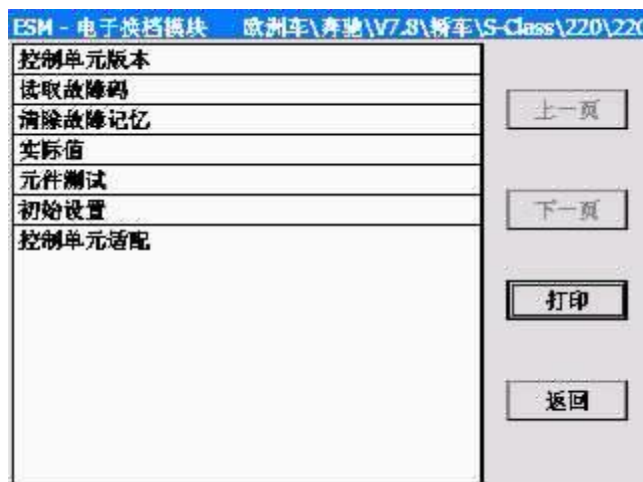 ESM - 电子换档模块 欧洲车\奔驰\V7.8\轿车\S-Class\220\220
控制单元版本
读取故障码
清除故障记忆
实际值
元件测试
初始设置
控制单元适配
上一页
下一页
打印
返回